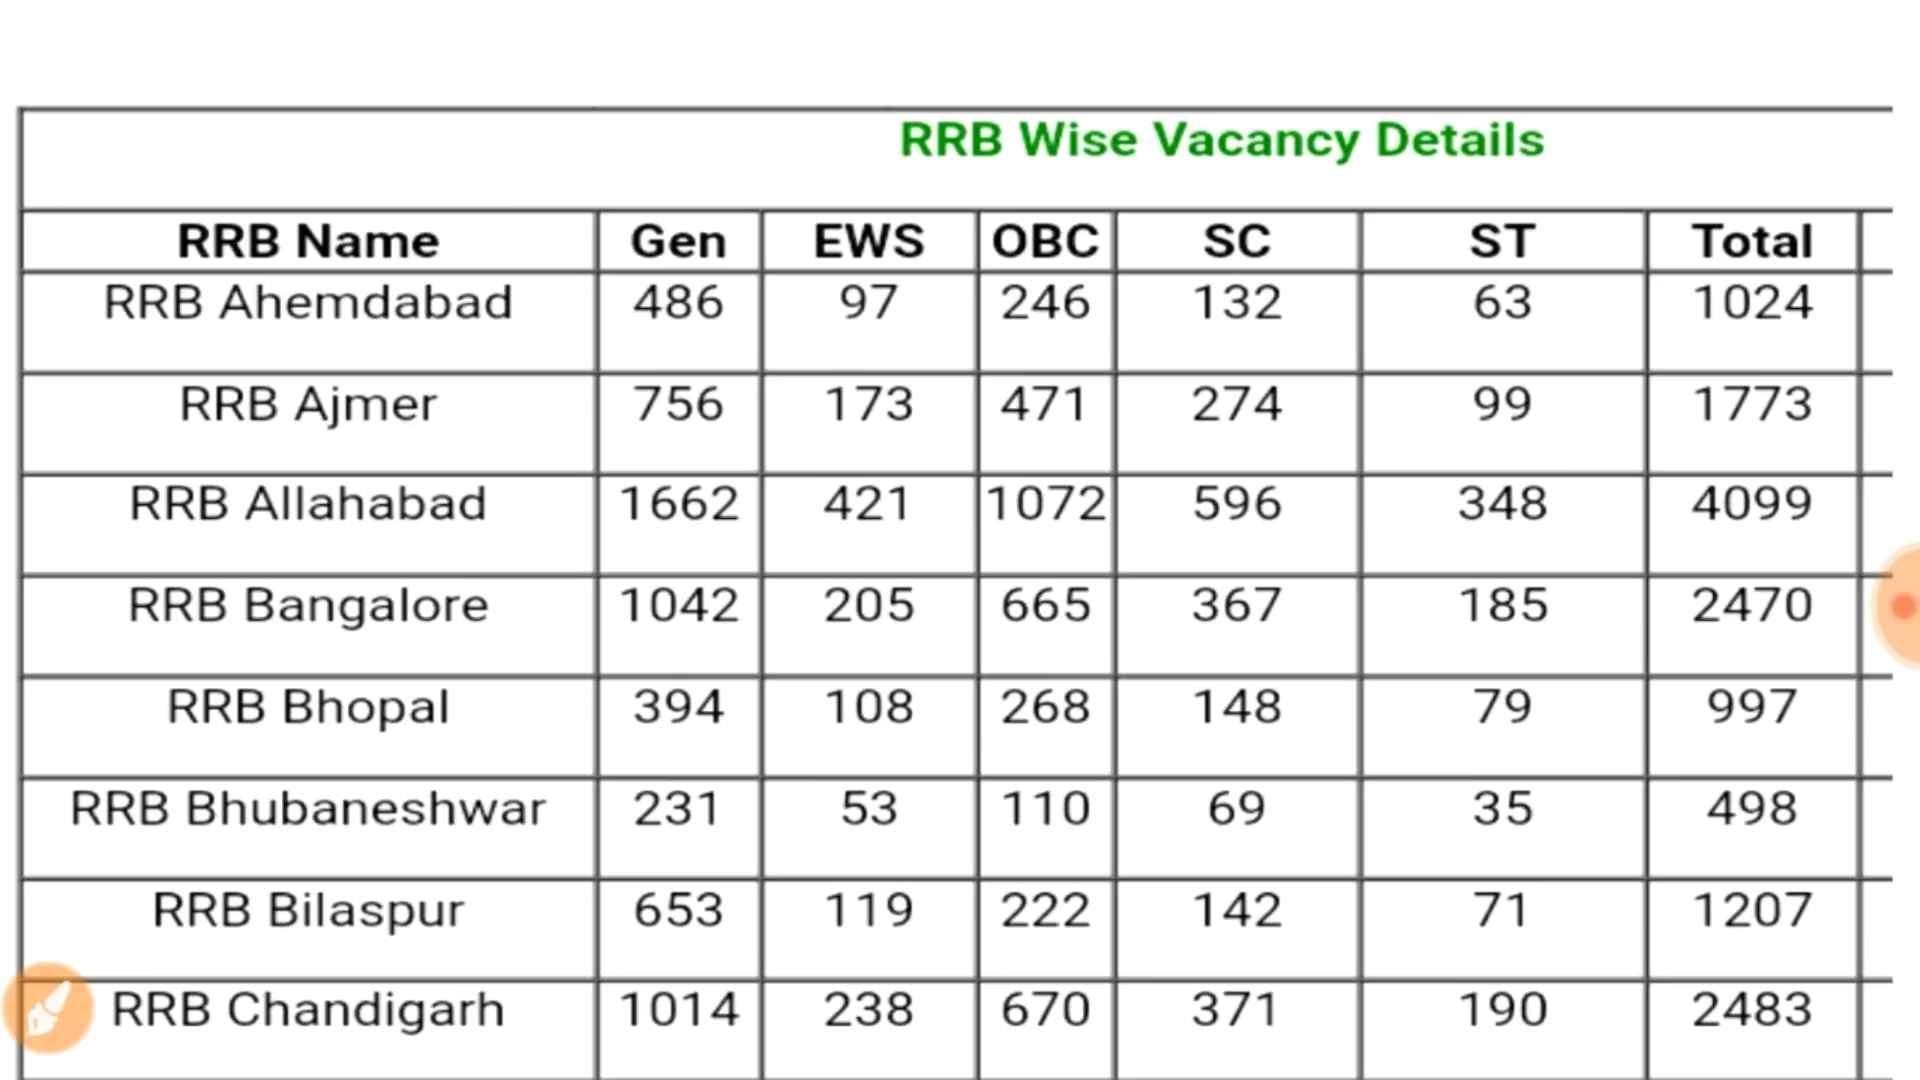 RRB Wise Vacancy Details
RRB Name Gen EWS OBC SC ST Total
RRB Ahemdabad 486 97 246 132 63 1024
RRB Ajmer 756 173 471 274 99 1773
RRB Allahabad 1662 421 1072 596 348 4099
RRB Bangalore 1042 205 665 367 185 2470
RRB Bhopal 394 108 268 148 79 997
RRB Bhubaneshwar 231 53 110 69 35 498
RRB Bilaspur 653 119 222 142 71 1207
RRB Chandigarh 1014 238 670 371 190 2483